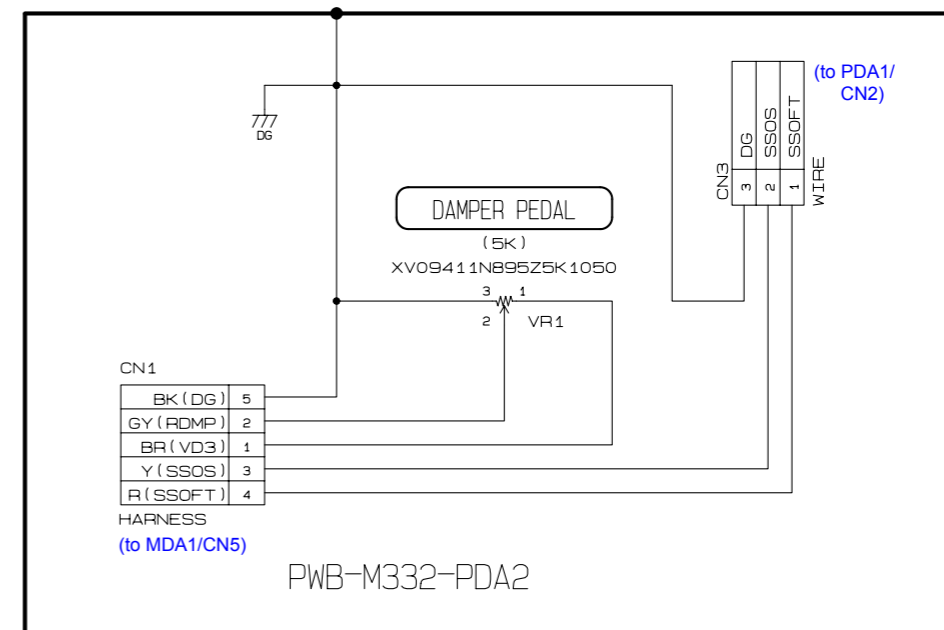 (to PDA1/
CN2)
DG
DG
SSOS
SSOFT
CN3
3
2
1
WIRE
DAMPER PEDAL
(5K)
XV09411N895Z5K1050
3
1
2
VR1
CN1
BK(DG) 5
GY(RDMP) 2
BR(VD3) 1
Y(SSOS) 3
R(SSOFT) 4
HARNESS
(to MDA1/CN5)
PWB-M332-PDA2